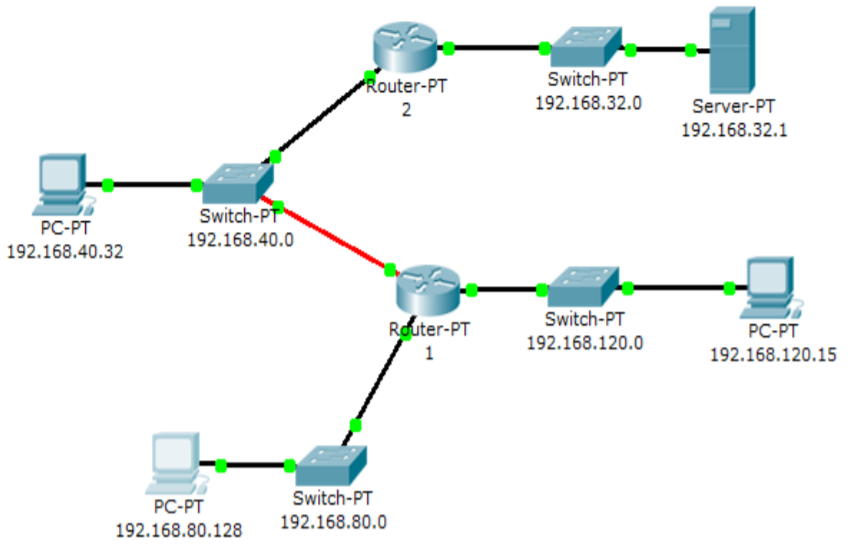 Router-PT
2
Switch-PT
192.168.32.0
Server-PT
192.168.32.1
PC-PT
192.168.40.32
Switch-PT
192.168.40.0
Router-PT
1
Switch-PT
192.168.120.0
PC-PT
192.168.120.15
PC-PT
192.168.80.128
Switch-PT
192.168.80.0